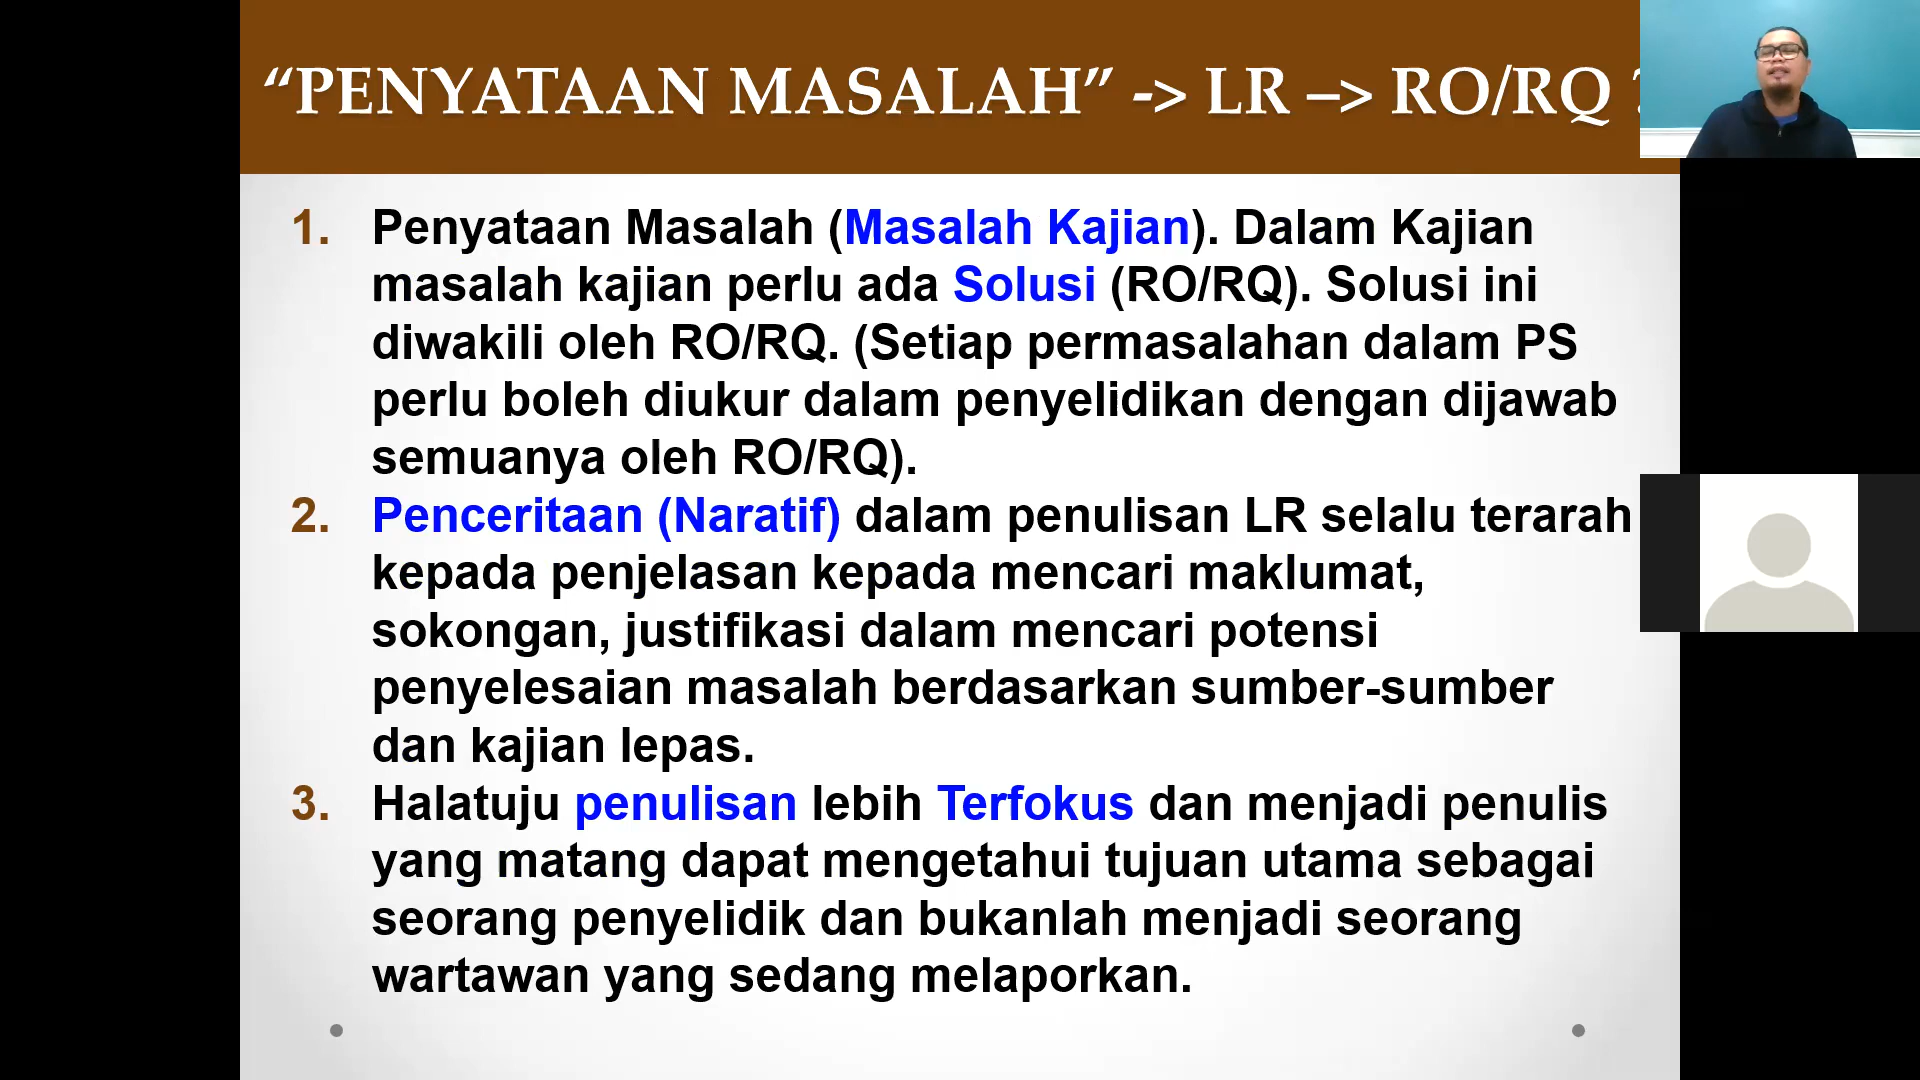 “PENYATAAN MASALAH” -> LR –> RO/RQ ?
1. Penyataan Masalah (Masalah Kajian). Dalam Kajian
masalah kajian perlu ada Solusi (RO/RQ). Solusi ini
diwakili oleh RO/RQ. (Setiap permasalahan dalam PS
perlu boleh diukur dalam penyelidikan dengan dijawab
semuanya oleh RO/RQ).
2. Penceritaan (Naratif) dalam penulisan LR selalu terarah
kepada penjelasan kepada mencari maklumat,
sokongan, justifikasi dalam mencari potensi
penyelesaian masalah berdasarkan sumber-sumber
dan kajian lepas.
3. Halatuju penulisan lebih Terfokus dan menjadi penulis
yang matang dapat mengetahui tujuan utama sebagai
seorang penyelidik dan bukanlah menjadi seorang
wartawan yang sedang melaporkan.